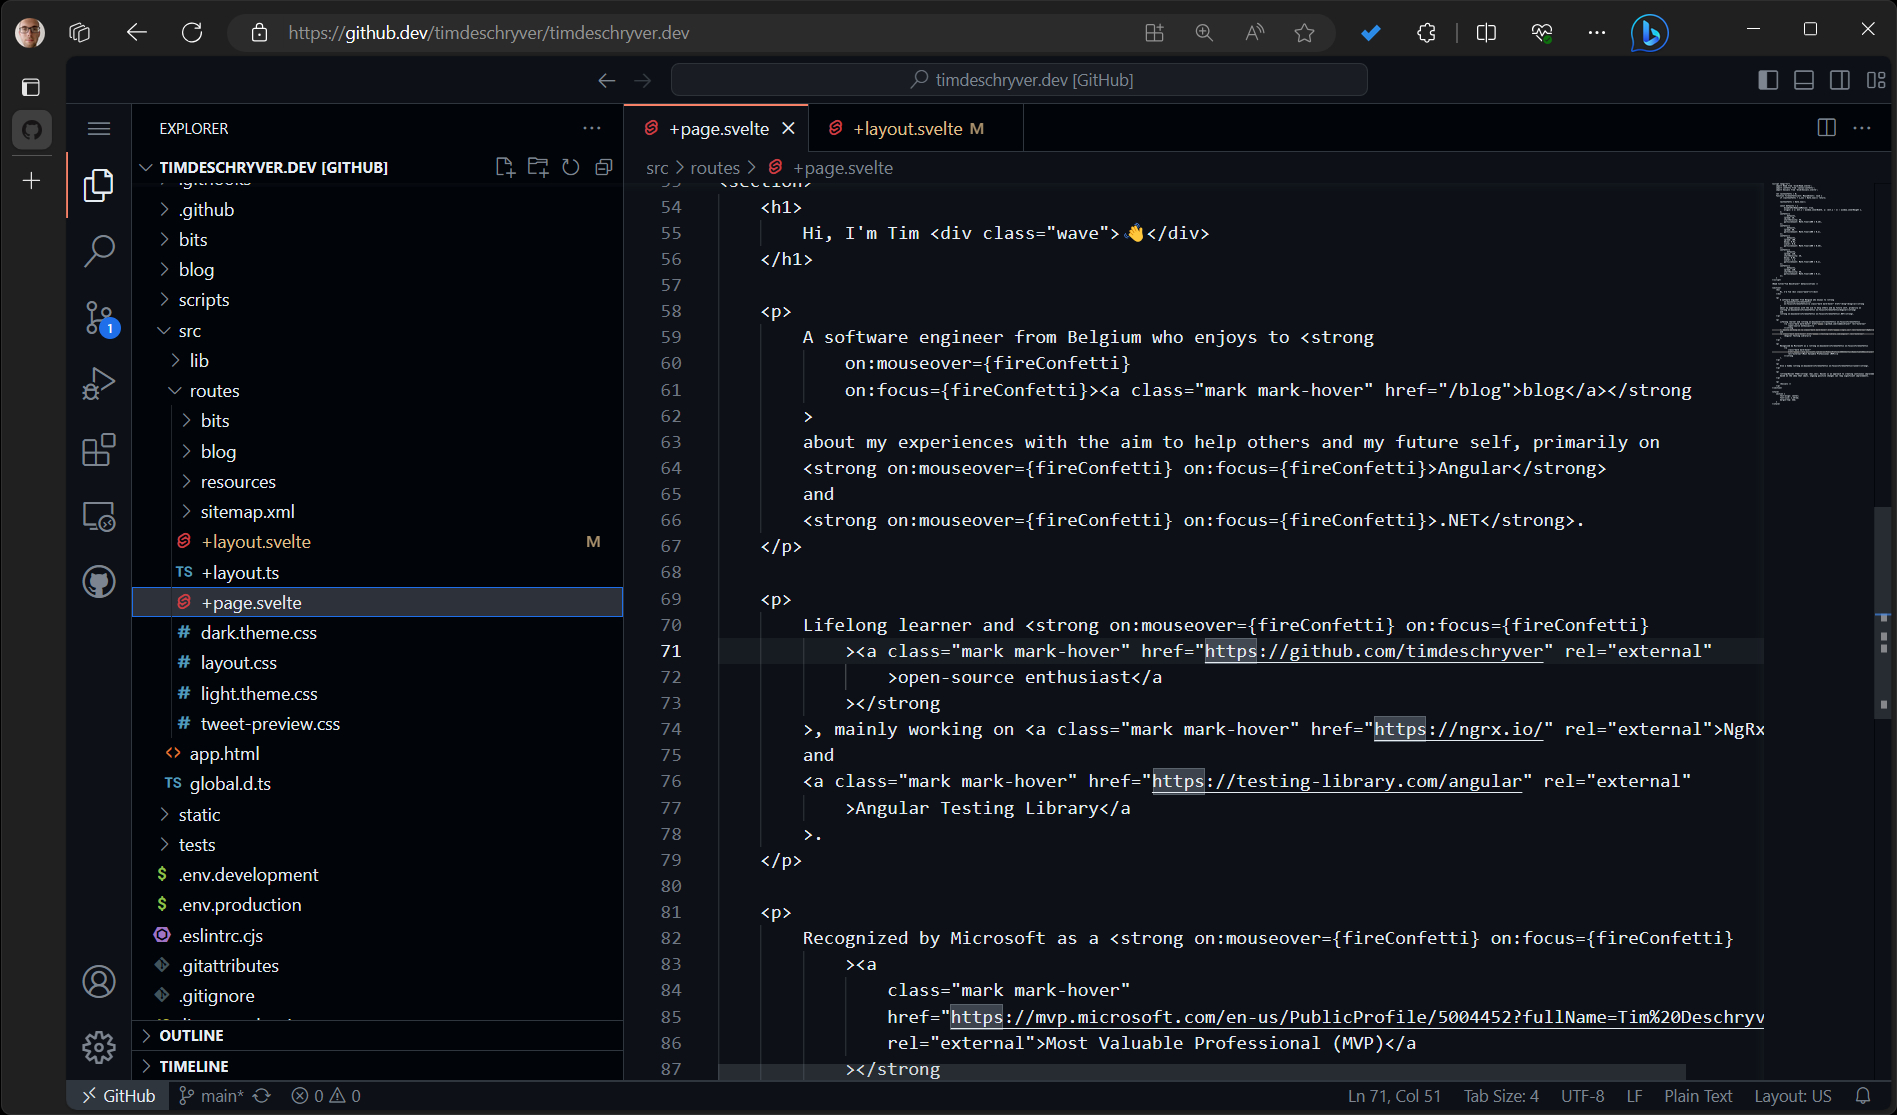 https://github.dev/timdeschryver/timdeschryver.dev
timdeschryver.dev [GitHub]
EXPLORER
TIMDESCHRYVER.DEV [GITHUB]
.githooks
.github
bits
blog
scripts
src
lib
routes
bits
blog
resources
sitemap.xml
+layout.svelte M
TS +layout.ts
+page.svelte
# dark.theme.css
# layout.css
# light.theme.css
# tweet-preview.css
<> app.html
TS global.d.ts
static
tests
$ .env.development
$ .env.production
.eslintrc.cjs
.gitattributes
.gitignore
OUTLINE
TIMELINE
1
+page.svelte
+layout.svelte M
src > routes > +page.svelte
53 <section>
54 <h1>
55 Hi, I'm Tim <div class="wave">👋</div>
56 </h1>
57
58 <p>
59 A software engineer from Belgium who enjoys to <strong
60 on:mouseover={fireConfetti}
61 on:focus={fireConfetti}><a class="mark mark-hover" href="/blog">blog</a></strong
62 >
63 about my experiences with the aim to help others and my future self, primarily on
64 <strong on:mouseover={fireConfetti} on:focus={fireConfetti}>Angular</strong>
65 and
66 <strong on:mouseover={fireConfetti} on:focus={fireConfetti}>.NET</strong>.
67 </p>
68
69 <p>
70 Lifelong learner and <strong on:mouseover={fireConfetti} on:focus={fireConfetti}
71 ><a class="mark mark-hover" href="https://github.com/timdeschryver" rel="external"
72 >open-source enthusiast</a
73 ></strong
74 >, mainly working on <a class="mark mark-hover" href="https://ngrx.io/" rel="external">NgRx
75 and
76 <a class="mark mark-hover" href="https://testing-library.com/angular" rel="external"
77 >Angular Testing Library</a
78 >.
79 </p>
80
81 <p>
82 Recognized by Microsoft as a <strong on:mouseover={fireConfetti} on:focus={fireConfetti}
83 ><a
84 class="mark mark-hover"
85 href="https://mvp.microsoft.com/en-us/PublicProfile/5004452?fullName=Tim%20Deschryv
86 rel="external">Most Valuable Professional (MVP)</a
87 ></strong
GitHub main* 0 0 Ln 71, Col 51 Tab Size: 4 UTF-8 LF Plain Text Layout: US